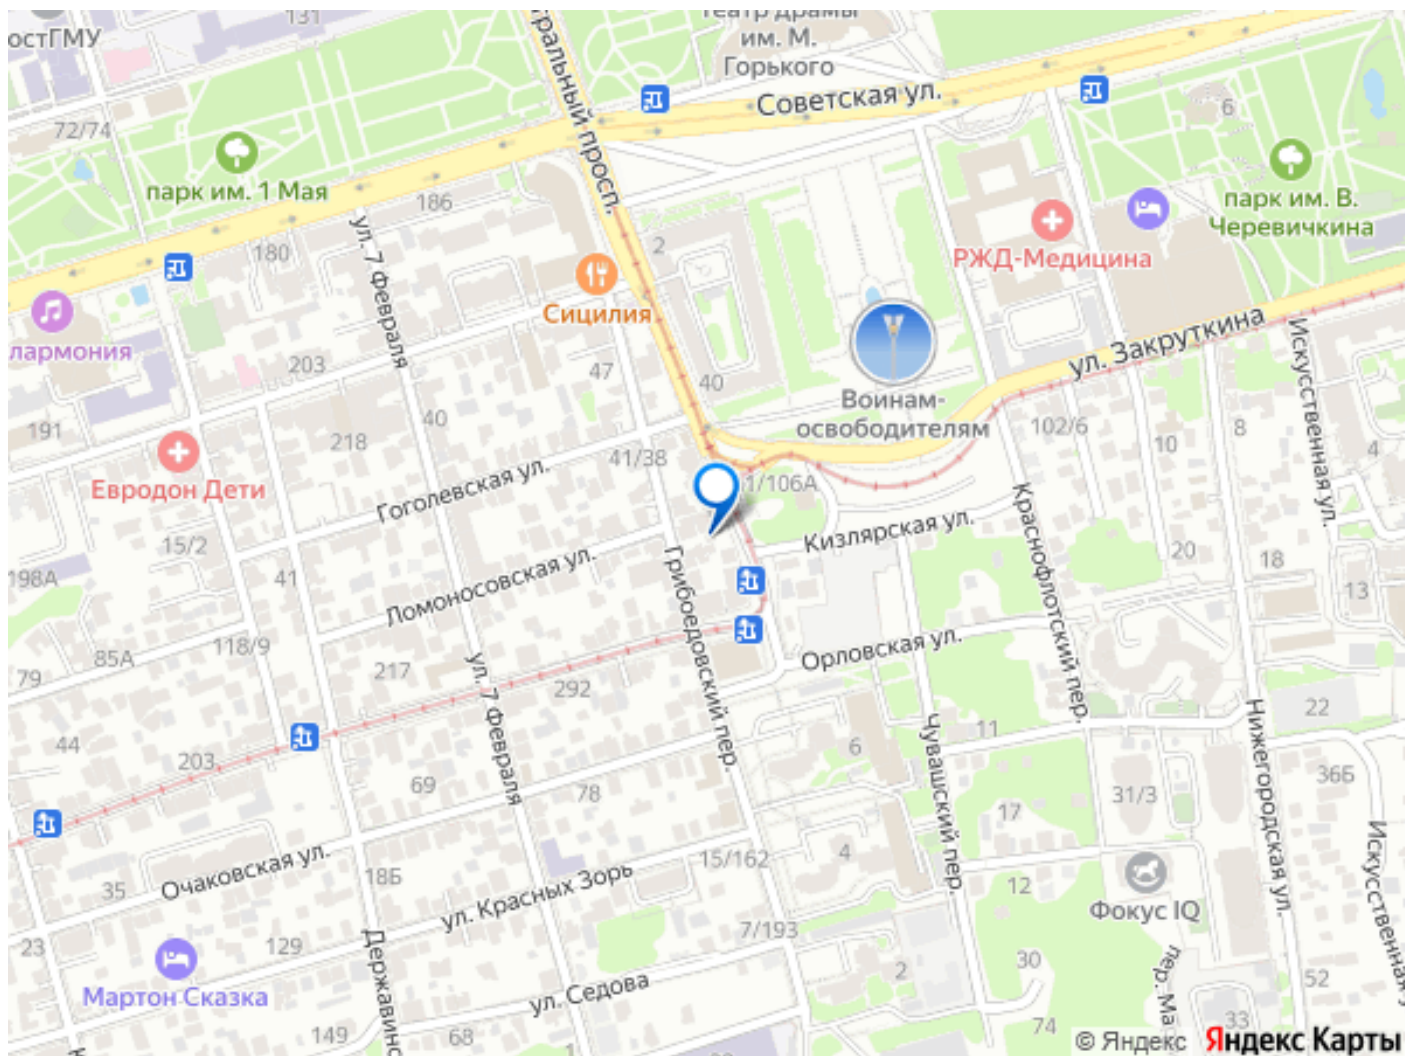 131
остГМУ
Театр драмы
им. М.
Горького
Советская ул.
тральный просп.
72/74
парк им. 1 Мая
186
180
ул. 7 Февраля
2
6
парк им. В.
Черевичкина
РЖД-Медицина
Сицилия
лармония
203
47
40
Воинам-
освободителям
ул. Закруткина
Искусственная ул.
191
218
40
41/38
102/6
10
8
4
Евродон Дети
Гоголевская ул.
1/106А
Кизлярская ул.
Краснофлотский пер.
15/2
198А
41
Ломоносовская ул.
Грибоедовский пер.
20
18
13
118/9
85А
79
217
292
ул. 7 Февраля
Орловская ул.
44
203
69
78
6
Чувашский пер.
11
Нижегородская ул.
22
36Б
31/3
17
Искусственная у
Очаковская ул.
35
18Б
ул. Красных Зорь
15/162
4
12
Фокус IQ
23
129
Мартон Сказка
Державинс
7/193
2
30
пер. Ма
52
ул. Седова
149
68
74
33
© Яндекс Яндекс Карты